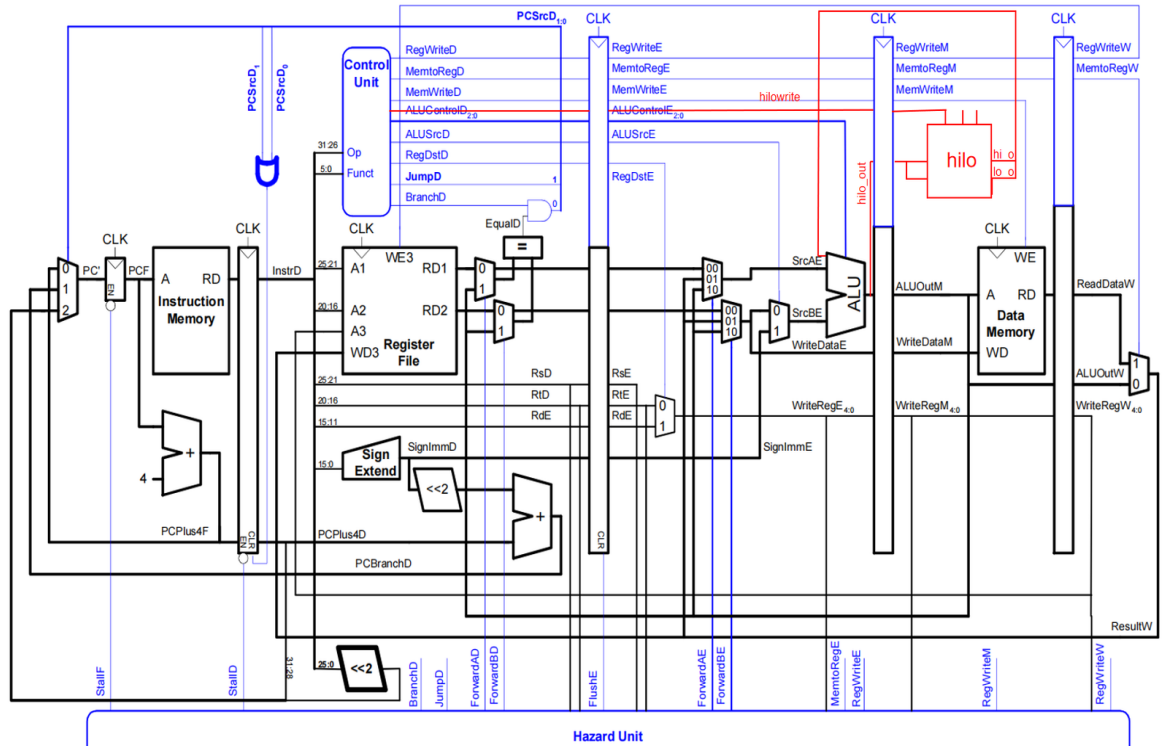 PCSrcD1:0
CLK
CLK
CLK
PCSrcD1
PCSrcD0
Control
Unit
RegWriteD
MemtoRegD
MemWriteD
ALUControlD2:0
ALUSrcD
RegDstD
JumpD
BranchD
31:26
Op
5:0
Funct
1
0
RegWriteE
MemtoRegE
MemWriteE
ALUControlE2:0
ALUSrcE
RegDstE
hilowrite
RegWriteM
MemtoRegM
MemWriteM
RegWriteW
MemtoRegW
hilo
hi_o
lo_o
hilo_out
EqualD
=
CLK
CLK
CLK
CLK
0
1
2
PC'
PCF
EN
A
RD
Instruction
Memory
InstrD
25:21
A1
WE3
RD1
20:16
A2
RD2
A3
Register
File
WD3
0
1
0
1
00
01
10
00
01
10
0
1
SrcAE
SrcBE
ALU
ALUOutM
WriteDataE
WriteDataM
WE
A
RD
Data
Memory
WD
ReadDataW
1
0
ALUOutW
25:21
RsD
RsE
20:16
RtD
RtE
15:11
RdE
RdE
0
1
WriteRegE4:0
WriteRegM4:0
WriteRegW4:0
15:0
Sign
Extend
SignImmD
SignImmE
<<2
+
4
+
PCPlus4F
EN
CLR
PCPlus4D
CLR
PCBranchD
ResultW
31:28
25:0
<<2
StallF
StallD
BranchD
JumpD
ForwardAD
ForwardBD
FlushE
ForwardAE
ForwardBE
MemtoRegE
RegWriteE
RegWriteM
RegWriteW
Hazard Unit